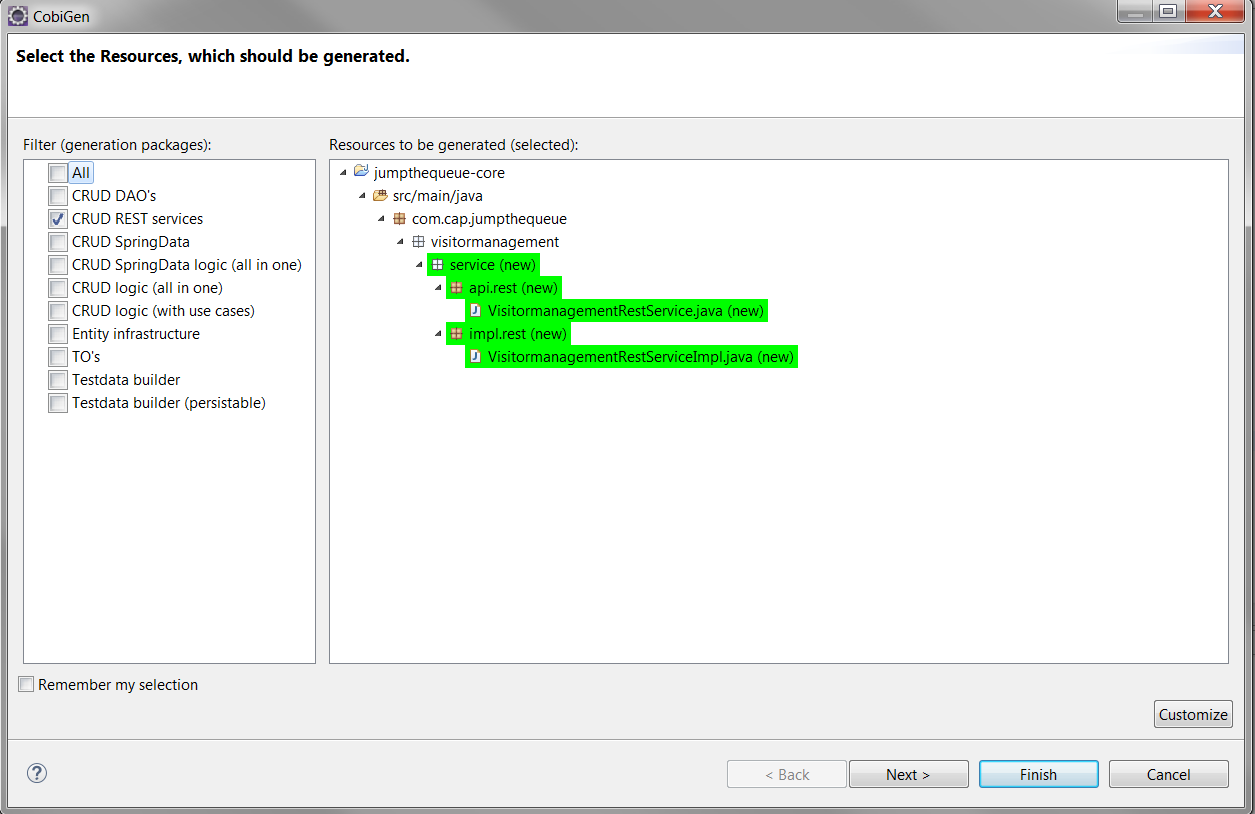 CobiGen
Select the Resources, which should be generated.
Filter (generation packages):
All
CRUD DAO's
CRUD REST services
CRUD SpringData
CRUD SpringData logic (all in one)
CRUD logic (all in one)
CRUD logic (with use cases)
Entity infrastructure
TO's
Testdata builder
Testdata builder (persistable)
Resources to be generated (selected):
jumpthequeue-core
src/main/java
com.cap.jumpthequeue
visitormanagement
service (new)
api.rest (new)
VisitormanagementRestService.java (new)
impl.rest (new)
VisitormanagementRestServiceImpl.java (new)
Remember my selection
Customize
?
< Back
Next >
Finish
Cancel